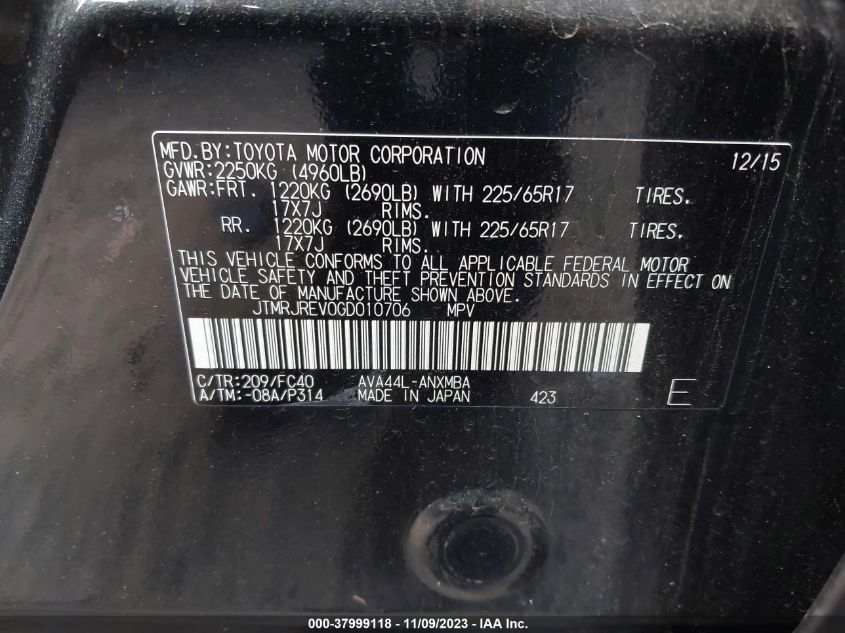 MFD.BY:TOYOTA MOTOR CORPORATION 12/15
GVWR:2250KG (4960LB)
GAWR:FRT. 1220KG (2690LB) WITH 225/65R17 TIRES.
17X7J RIMS.
RR. 1220KG (2690LB) WITH 225/65R17 TIRES.
17X7J RIMS.
THIS VEHICLE CONFORMS TO ALL APPLICABLE FEDERAL MOTOR
VEHICLE SAFETY AND THEFT PREVENTION STANDARDS IN EFFECT ON
THE DATE OF MANUFACTURE SHOWN ABOVE.
JTMRJREV0GD010706 MPV
C/TR:209/FC40 AVA44L-ANXMBA
A/TM:-08A/P314 MADE IN JAPAN 423 E
000-37999118 - 11/09/2023 - IAA Inc.